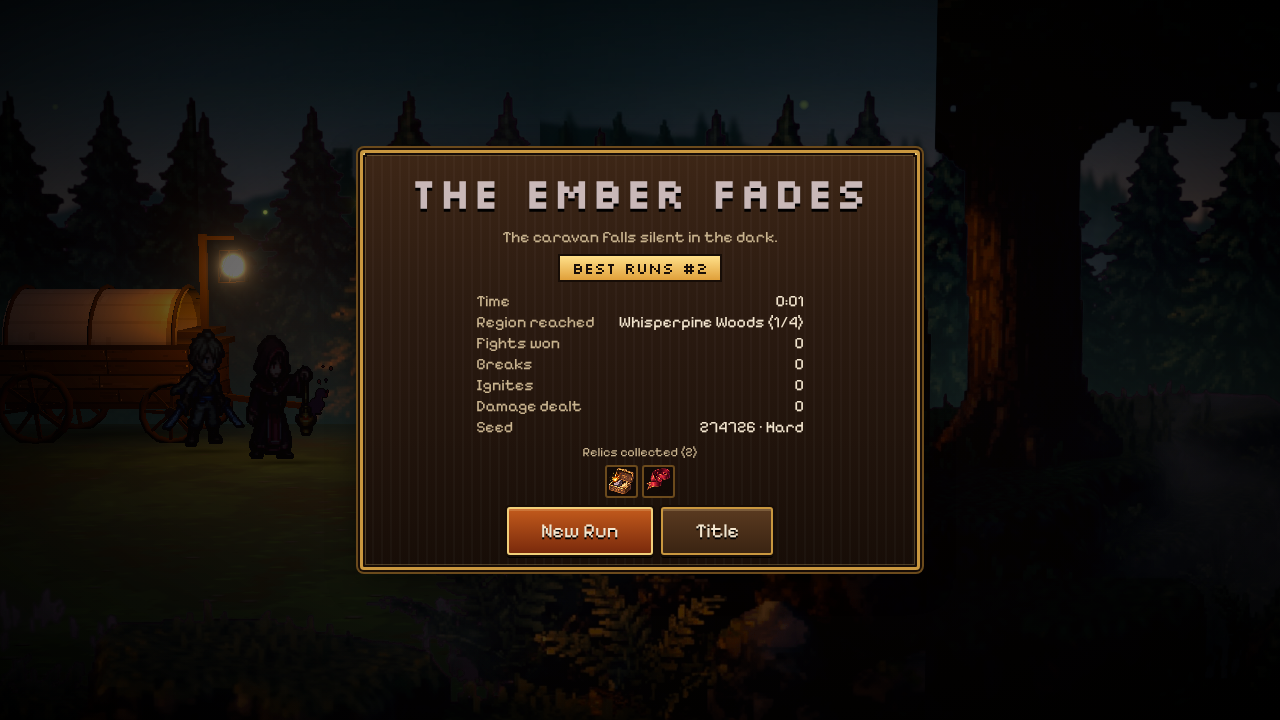 THE EMBER FADES
The caravan falls silent in the dark.
BEST RUNS #2
Time 0:01
Region reached Whisperpine Woods (1/4)
Fights won 0
Breaks 0
Ignites 0
Damage dealt 0
Seed 274726 · Hard
Relics collected (2)
New Run Title